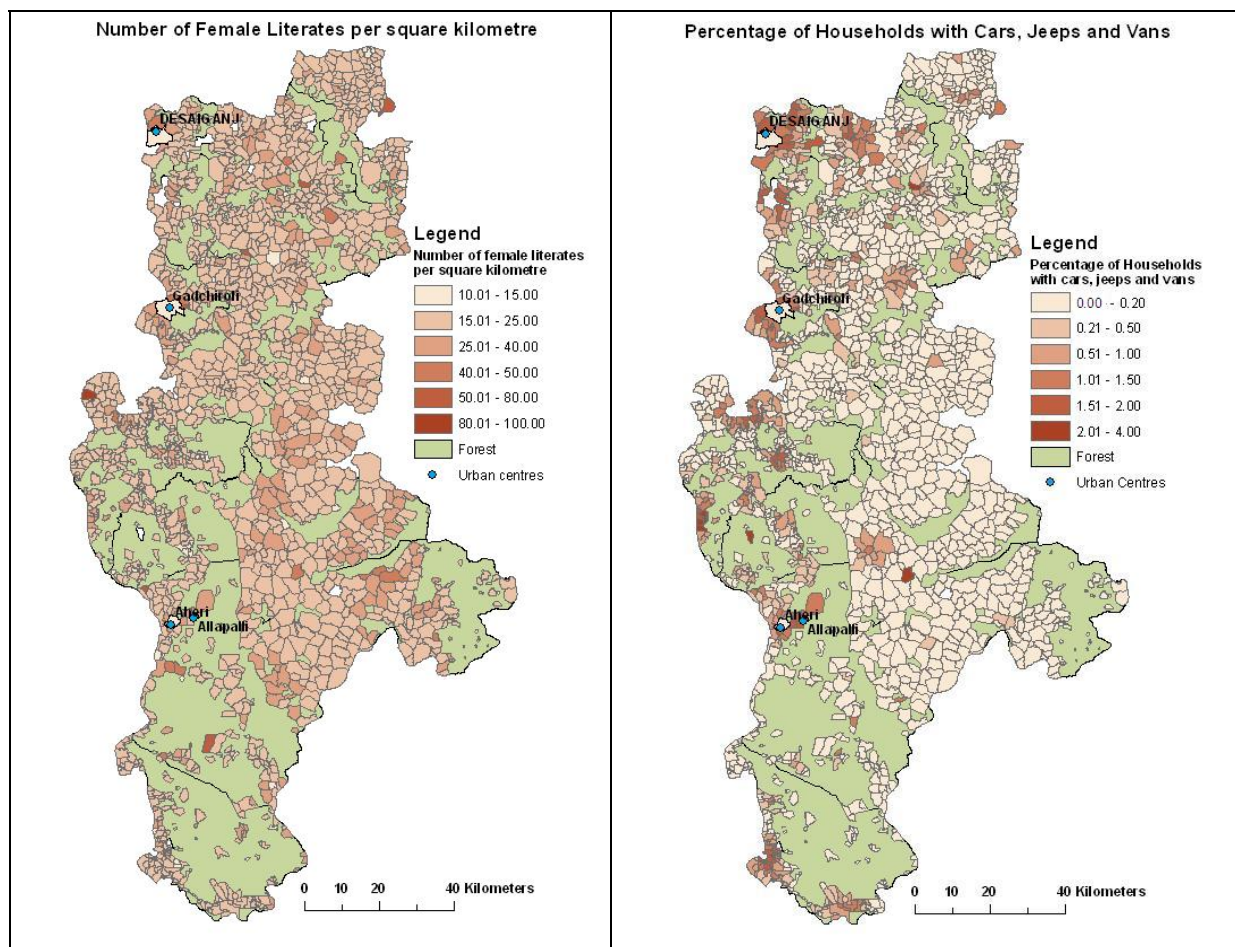 Number of Female Literates per square kilometre
DESAIGANJ
Gadchiroli
Aheri
Allapalli
Legend
Number of female literates
per square kilometre
10.01 - 15.00
15.01 - 25.00
25.01 - 40.00
40.01 - 50.00
50.01 - 80.00
80.01 - 100.00
Forest
Urban centres
0 10 20 40 Kilometers
Percentage of Households with Cars, Jeeps and Vans
DESAIGANJ
Gadchiroli
Aheri
Allapalli
Legend
Percentage of Households
with cars, jeeps and vans
0.00 - 0.20
0.21 - 0.50
0.51 - 1.00
1.01 - 1.50
1.51 - 2.00
2.01 - 4.00
Forest
Urban Centres
0 10 20 40 Kilometers